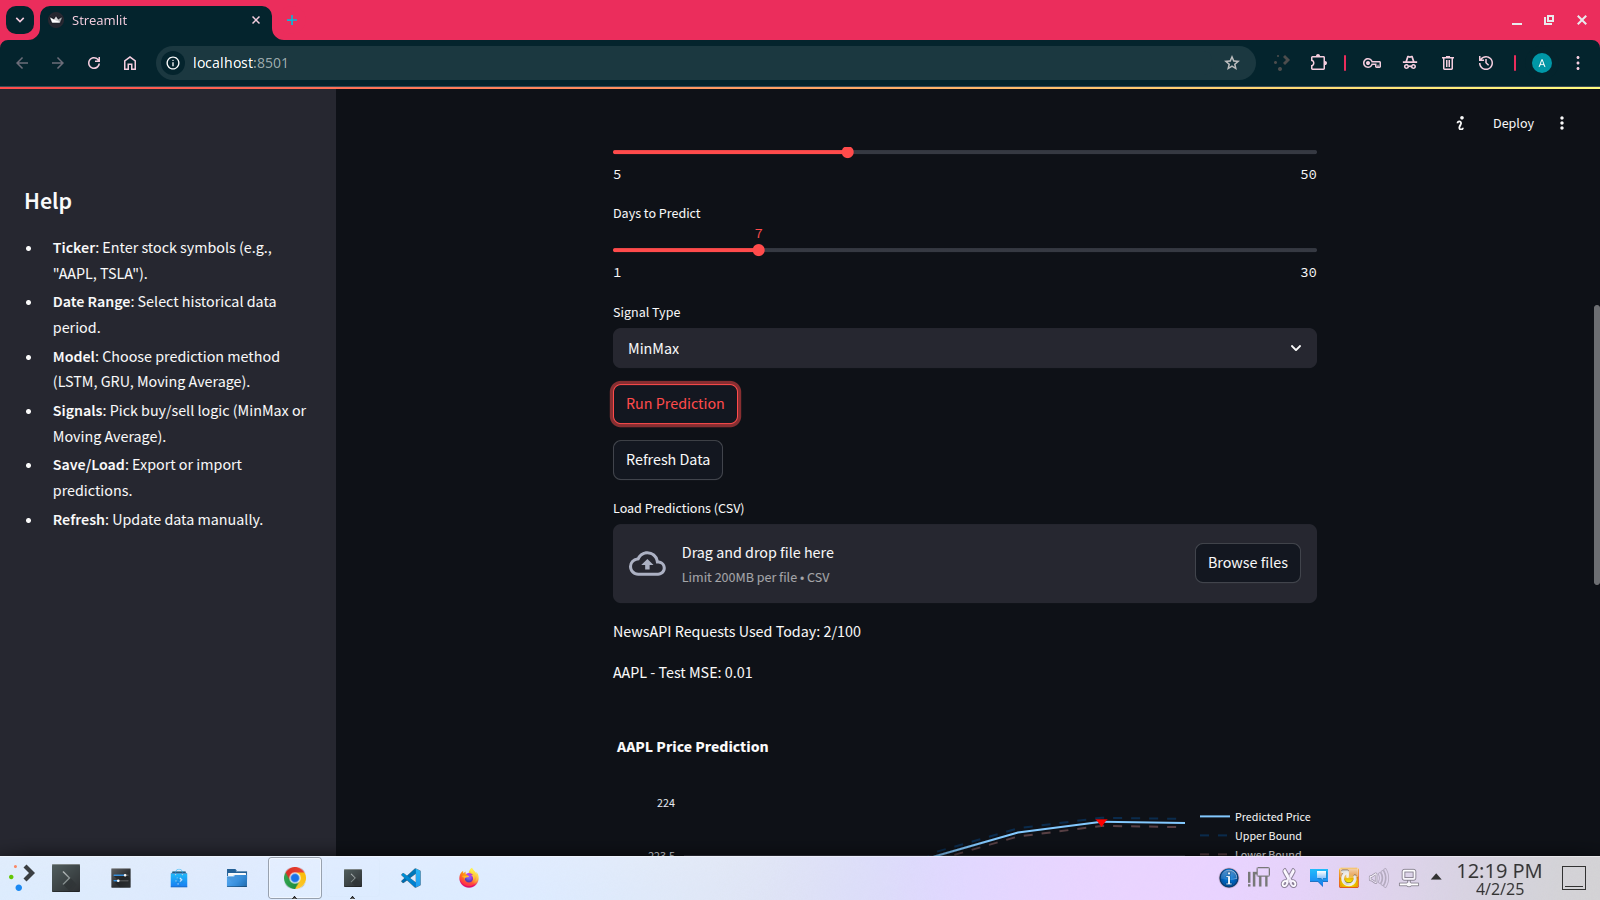 Streamlit
localhost:8501
A
Deploy
Help
Ticker: Enter stock symbols (e.g.,
"AAPL, TSLA").
Date Range: Select historical data
period.
Model: Choose prediction method
(LSTM, GRU, Moving Average).
Signals: Pick buy/sell logic (MinMax or
Moving Average).
Save/Load: Export or import
predictions.
Refresh: Update data manually.
5
50
Days to Predict
7
1
30
Signal Type
MinMax
Run Prediction
Refresh Data
Load Predictions (CSV)
Drag and drop file here
Limit 200MB per file • CSV
Browse files
NewsAPI Requests Used Today: 2/100
AAPL - Test MSE: 0.01
AAPL Price Prediction
224
223.5
Predicted Price
Upper Bound
Lower Bound
12:19 PM
4/2/25